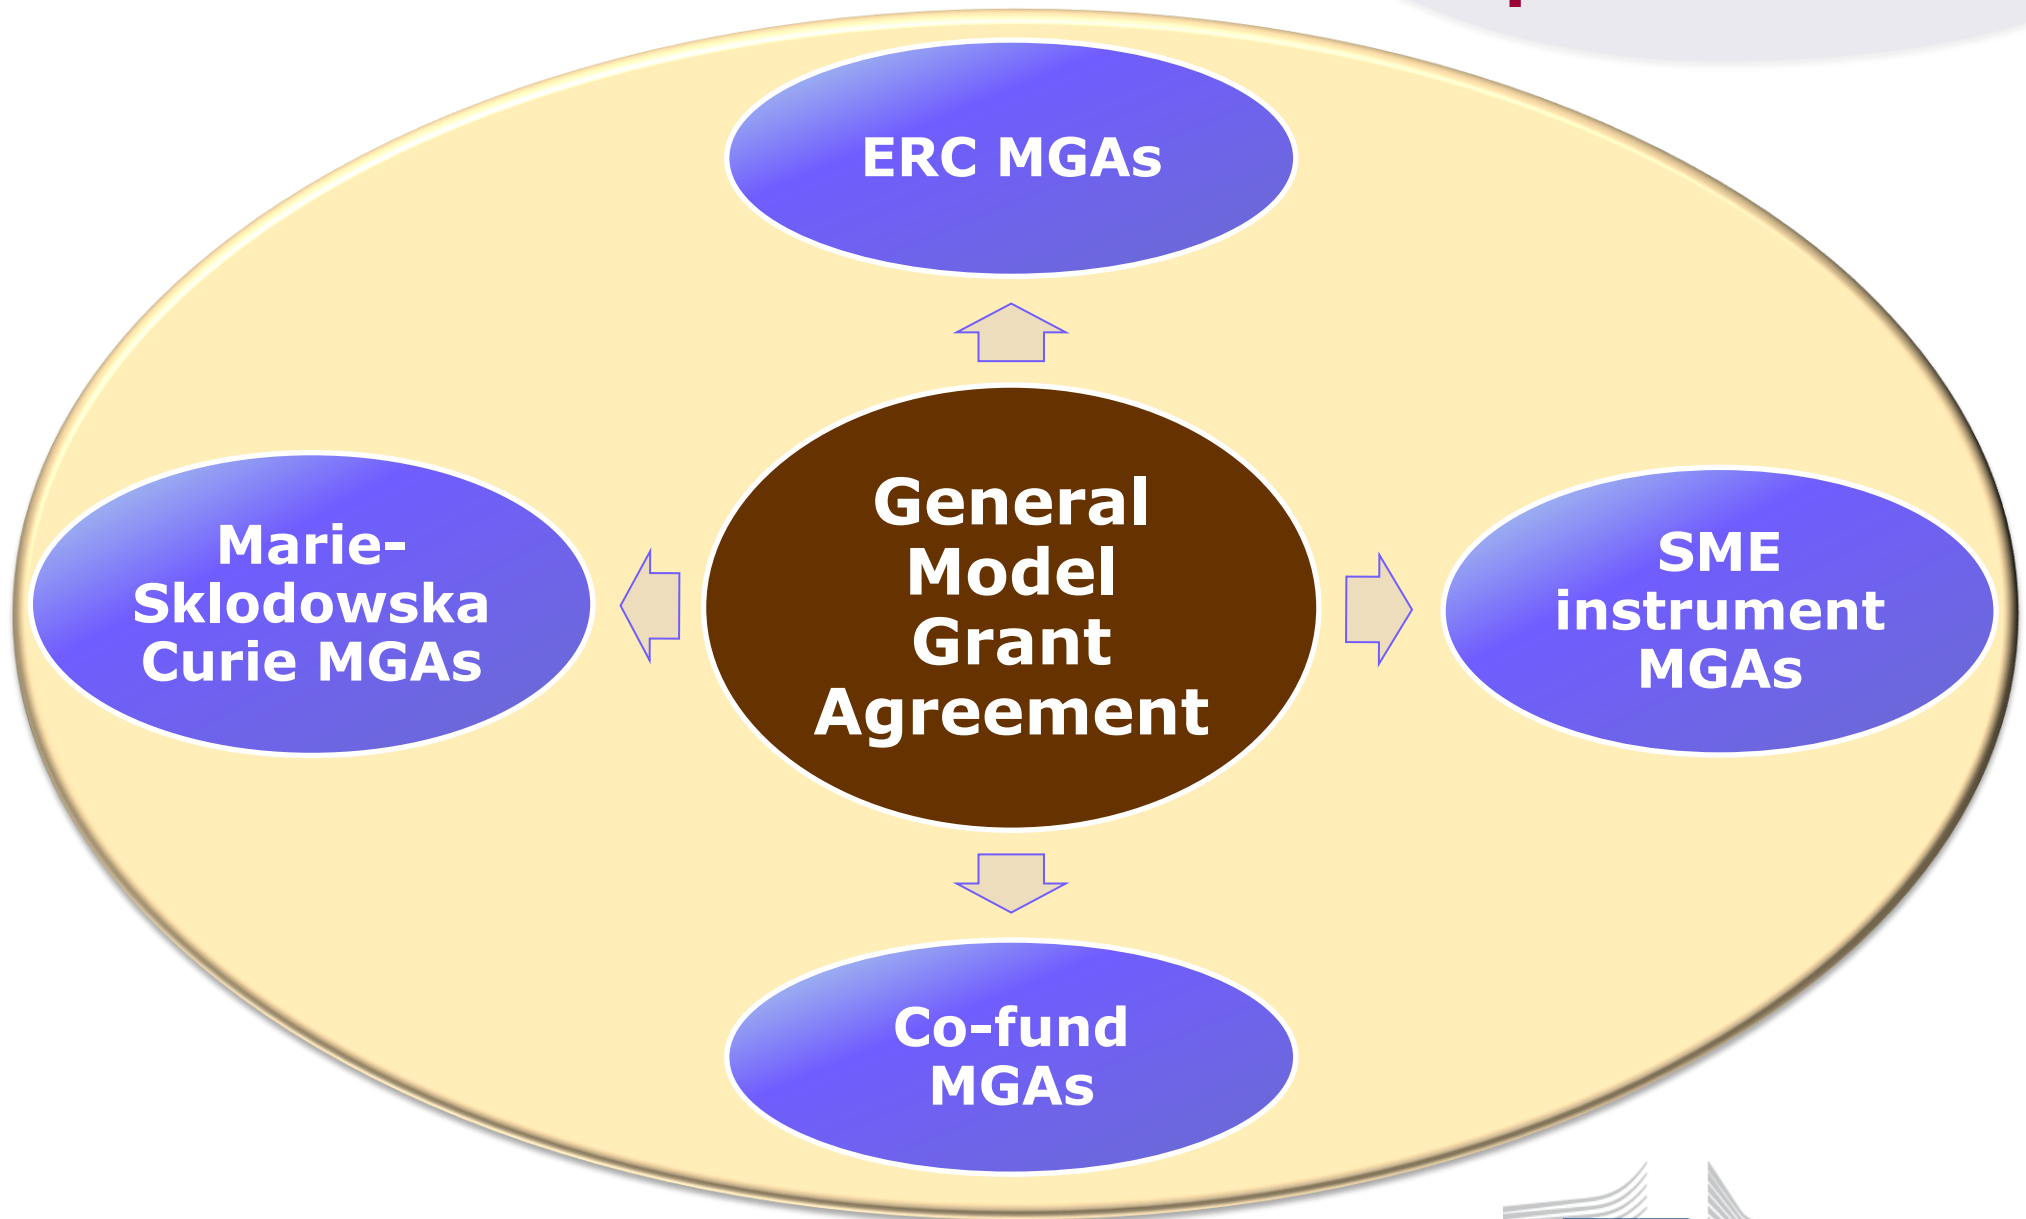 ERC MGAs
General
Model
Grant
Agreement
Marie-
Sklodowska
Curie MGAs
SME
instrument
MGAs
Co-fund
MGAs